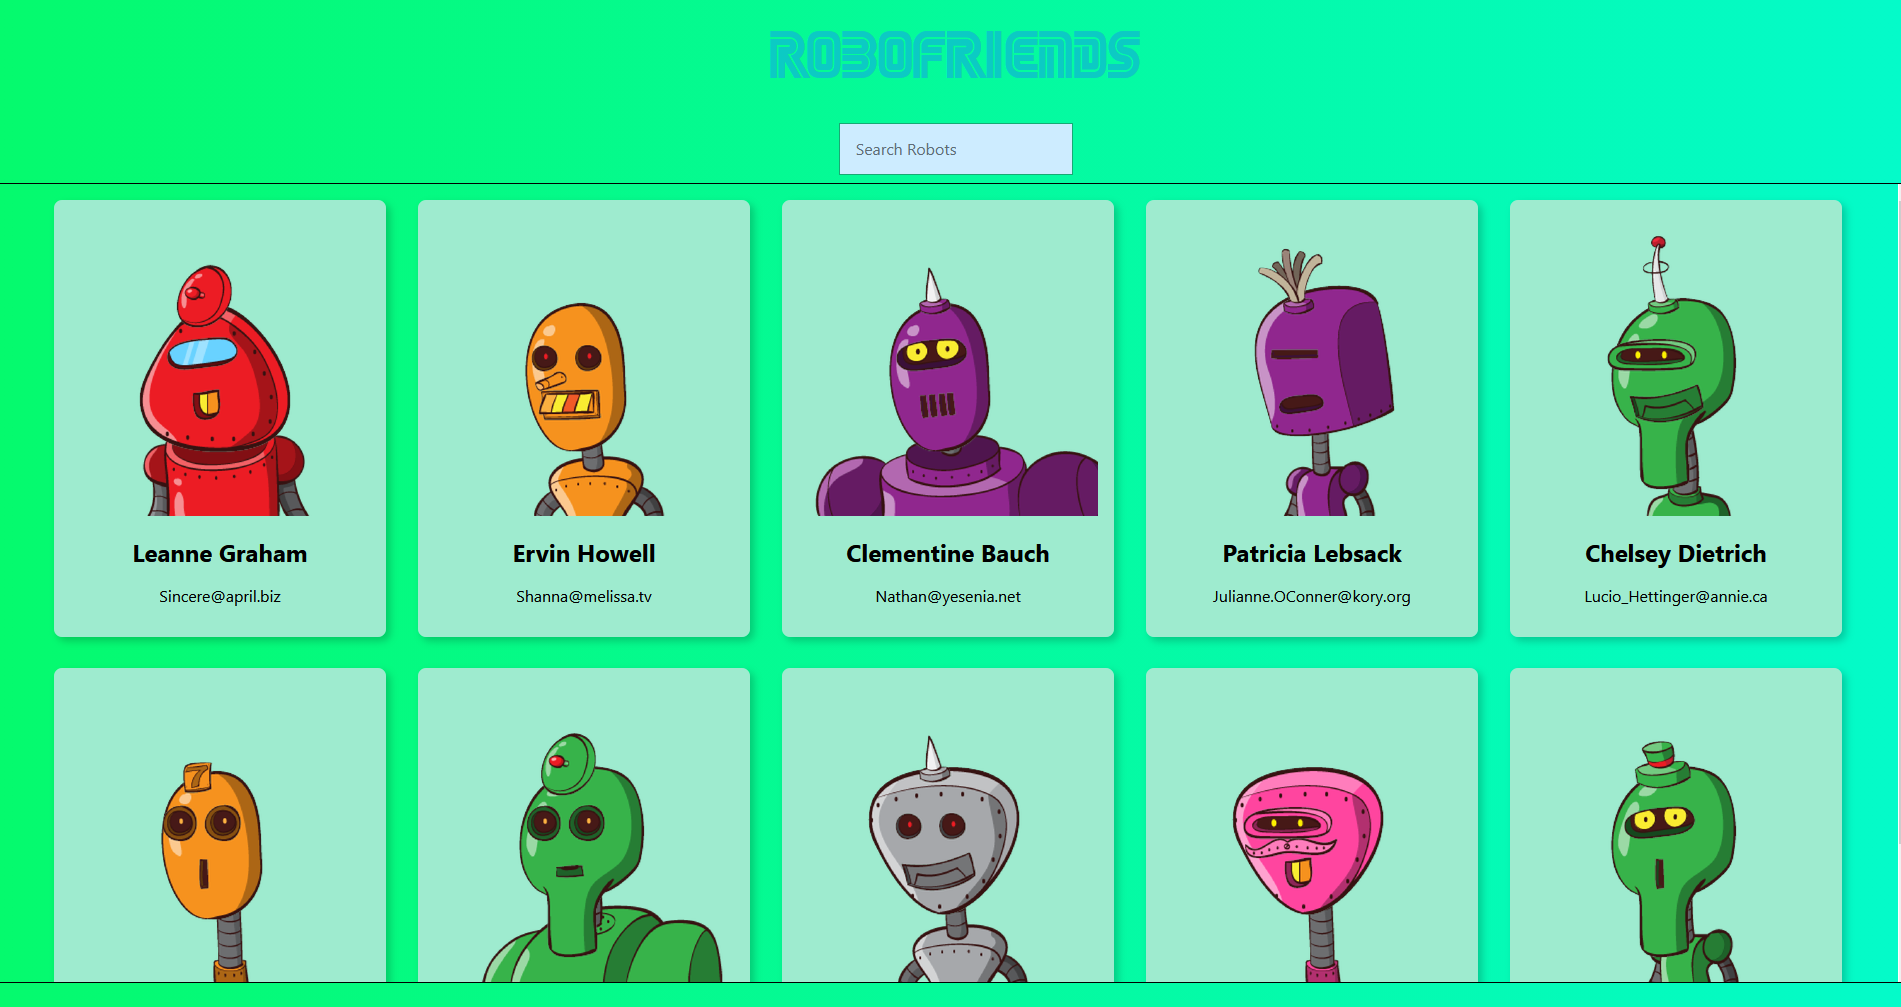 ROBOFRIENDS
Search Robots
Leanne Graham
Sincere@april.biz
Ervin Howell
Shanna@melissa.tv
Clementine Bauch
Nathan@yesenia.net
Patricia Lebsack
Julianne.OConner@kory.org
Chelsey Dietrich
Lucio_Hettinger@annie.ca
7